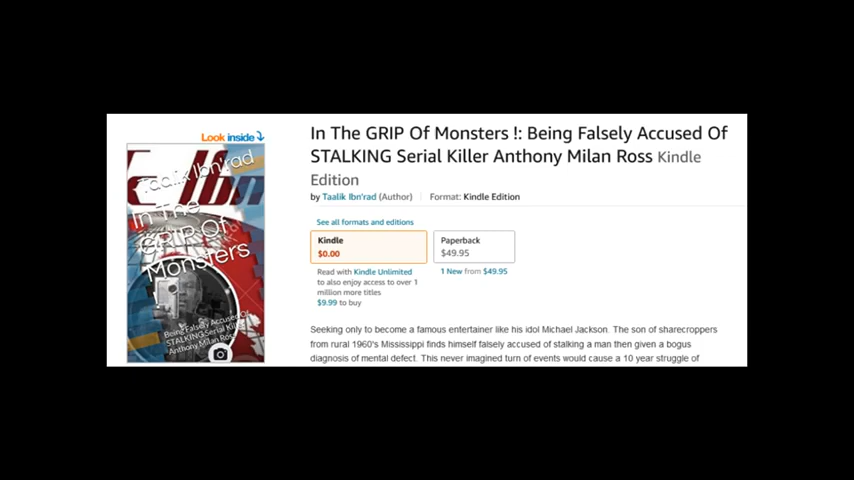 Look inside
In The GRIP Of Monsters !: Being Falsely Accused Of
STALKING Serial Killer Anthony Milan Ross Kindle
Edition
by Taalik Ibn'rad (Author) Format: Kindle Edition
See all formats and editions
Kindle
$0.00
Paperback
$49.95
Read with Kindle Unlimited
to also enjoy access to over 1
million more titles
$9.99 to buy
1 New from $49.95
Seeking only to become a famous entertainer like his idol Michael Jackson. The son of sharecroppers
from rural 1960's Mississippi finds himself falsely accused of stalking a man then given a bogus
diagnosis of mental defect. This never imagined turn of events would cause a 10 year struggle of
Taalik Ibn'rad
In The
GRIP Of
Monsters
Being Falsely Accused Of
STALKING Serial Killer
Anthony Milan Ross